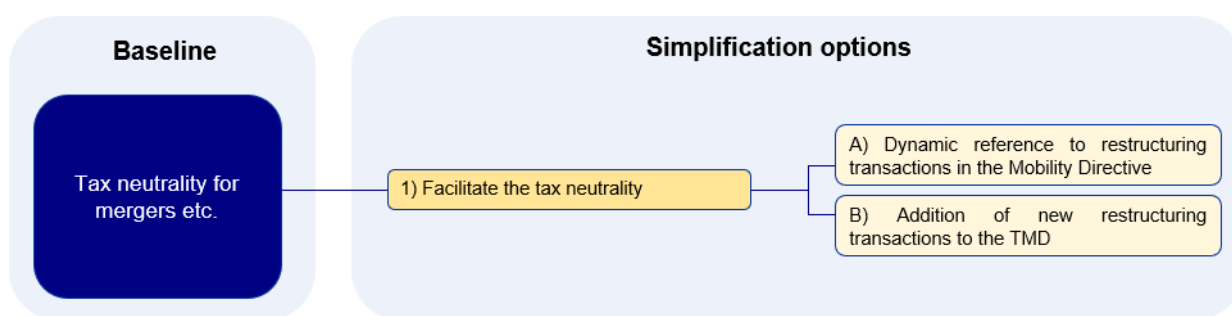 Baseline
Simplification options
Tax neutrality for
mergers etc.
1) Facilitate the tax neutrality
A) Dynamic reference to restructuring
transactions in the Mobility Directive
B) Addition of new restructuring
transactions to the TMD